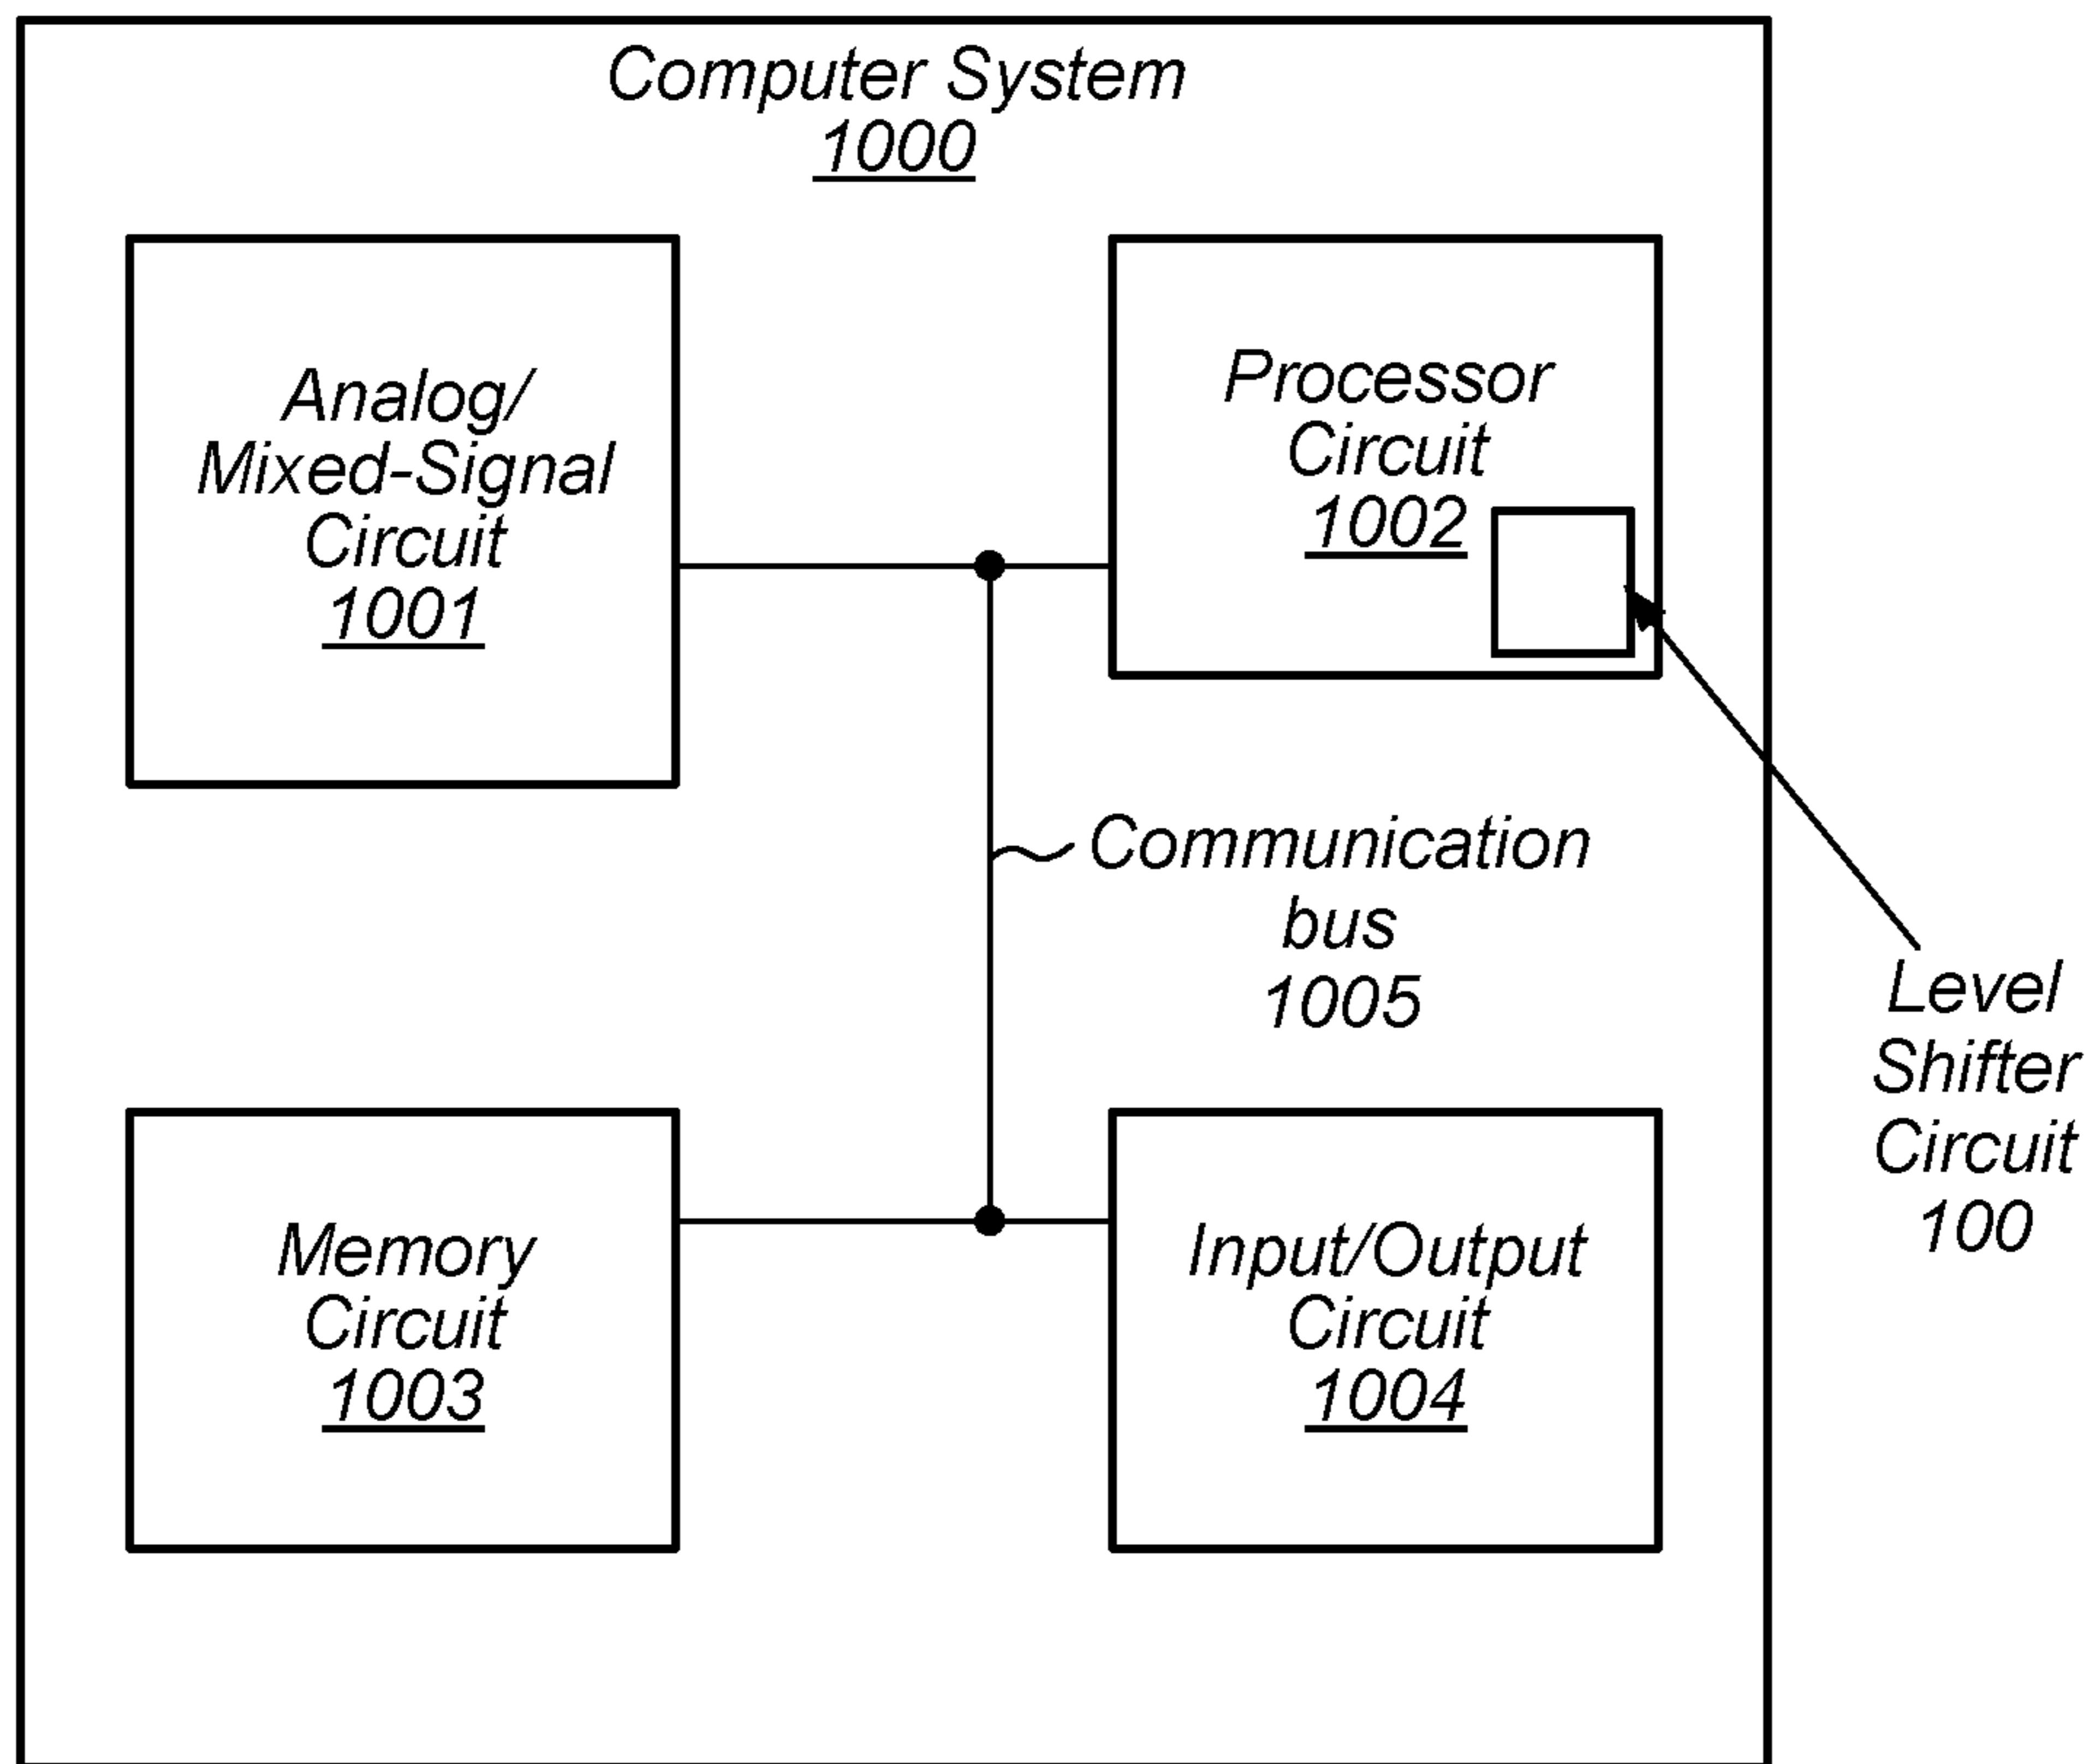 Computer System
1000
Analog/
Mixed-Signal
Circuit
1001
Processor
Circuit
1002
Communication
bus
1005
Level
Shifter
Circuit
100
Memory
Circuit
1003
Input/Output
Circuit
1004